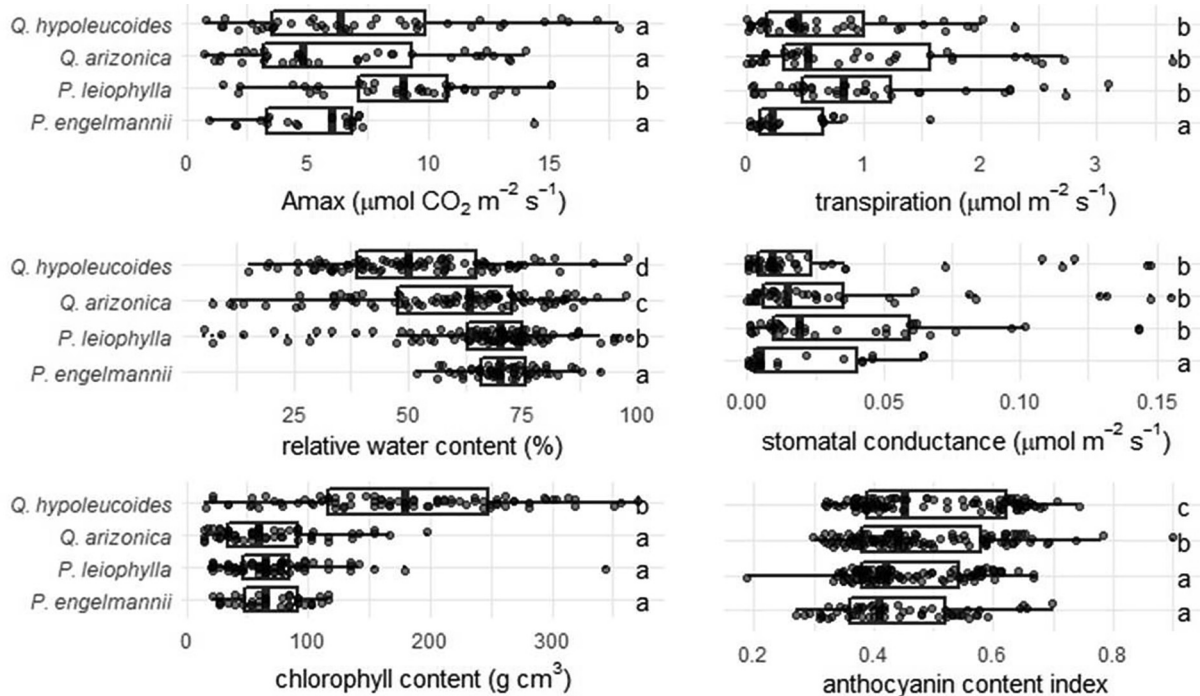 Q. hypoleucoides
a
Q. arizonica
a
P. leiophylla
b
P. engelmannii
a
0 5 10 15
Amax (μmol CO₂ m⁻² s⁻¹)
b
b
b
a
0 1 2 3
transpiration (μmol m⁻² s⁻¹)
Q. hypoleucoides
d
Q. arizonica
c
P. leiophylla
b
P. engelmannii
a
25 50 75 100
relative water content (%)
b
b
b
a
0.00 0.05 0.10 0.15
stomatal conductance (μmol m⁻² s⁻¹)
Q. hypoleucoides
b
Q. arizonica
a
P. leiophylla
a
P. engelmannii
a
0 100 200 300
chlorophyll content (g cm³)
c
b
a
a
0.2 0.4 0.6 0.8
anthocyanin content index